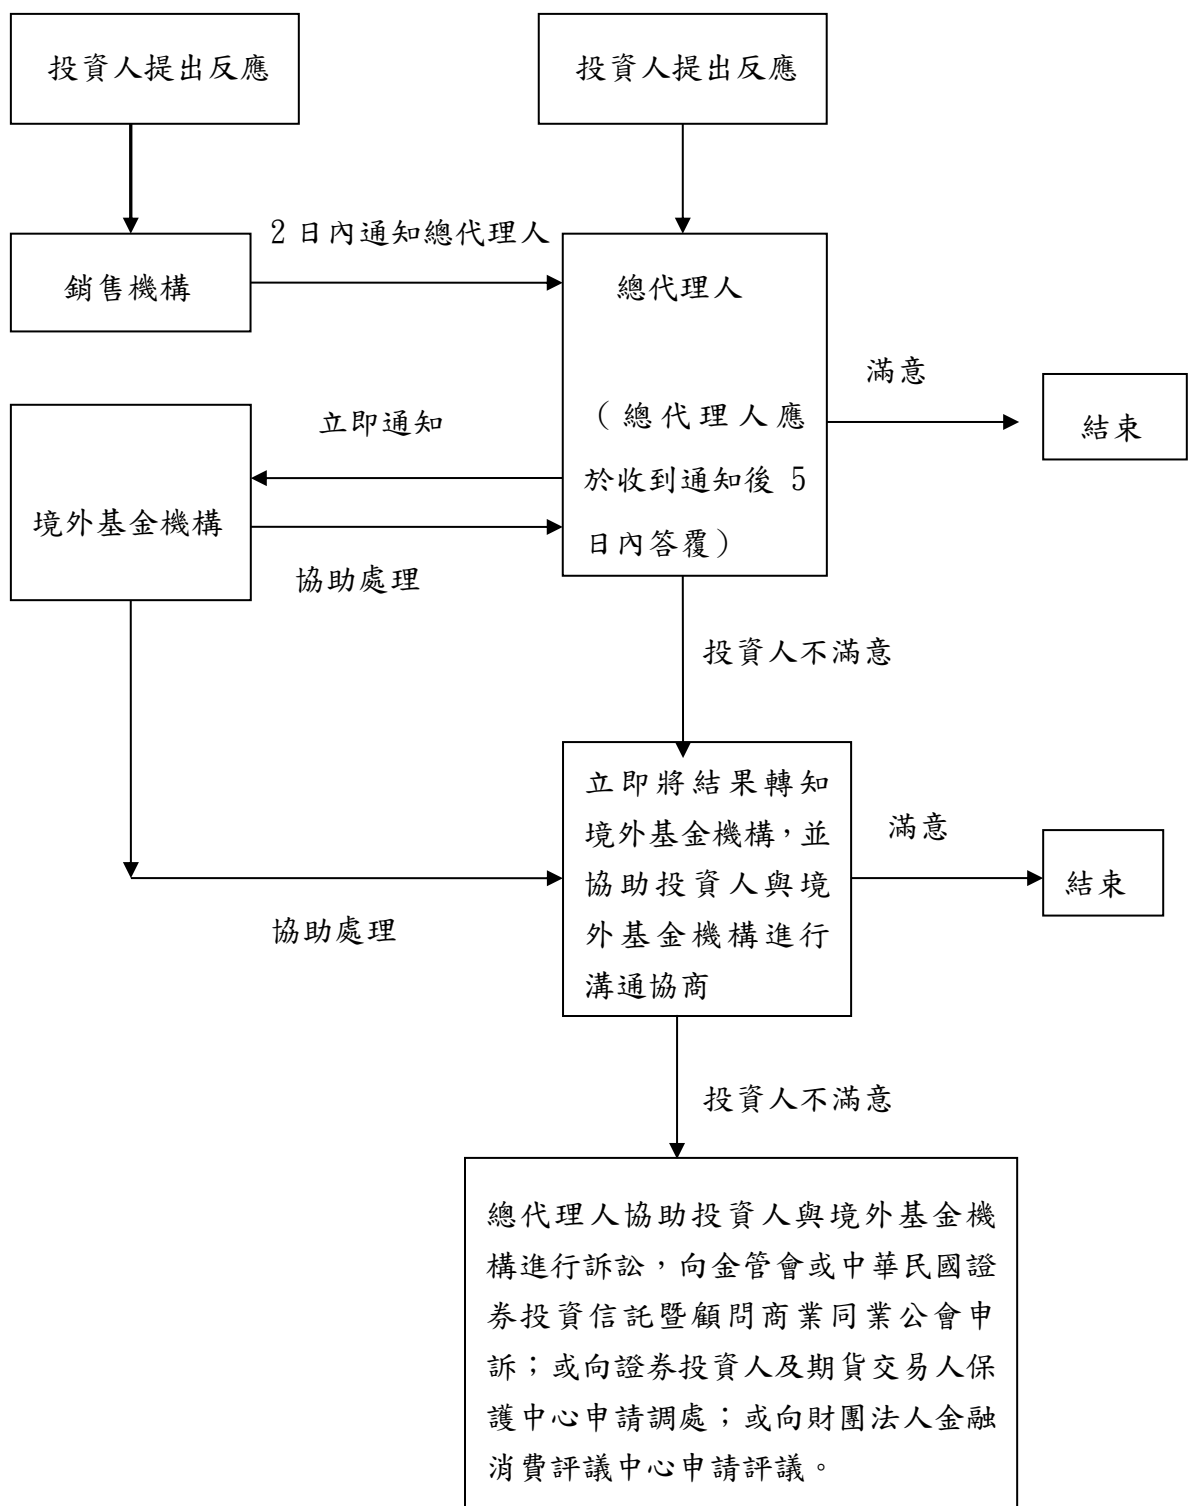 投資人提出反應
投資人提出反應
2日內通知總代理人
銷售機構
總代理人
滿意
(總代理人應
於收到通知後 5
日內答覆)
結束
立即通知
境外基金機構
協助處理
投資人不滿意
立即將結果轉知
境外基金機構,並
協助投資人與境
外基金機構進行
溝通協商
滿意
結束
協助處理
投資人不滿意
總代理人協助投資人與境外基金機
構進行訴訟,向金管會或中華民國證
券投資信託暨顧問商業同業公會申
訴;或向證券投資人及期貨交易人保
護中心申請調處;或向財團法人金融
消費評議中心申請評議。